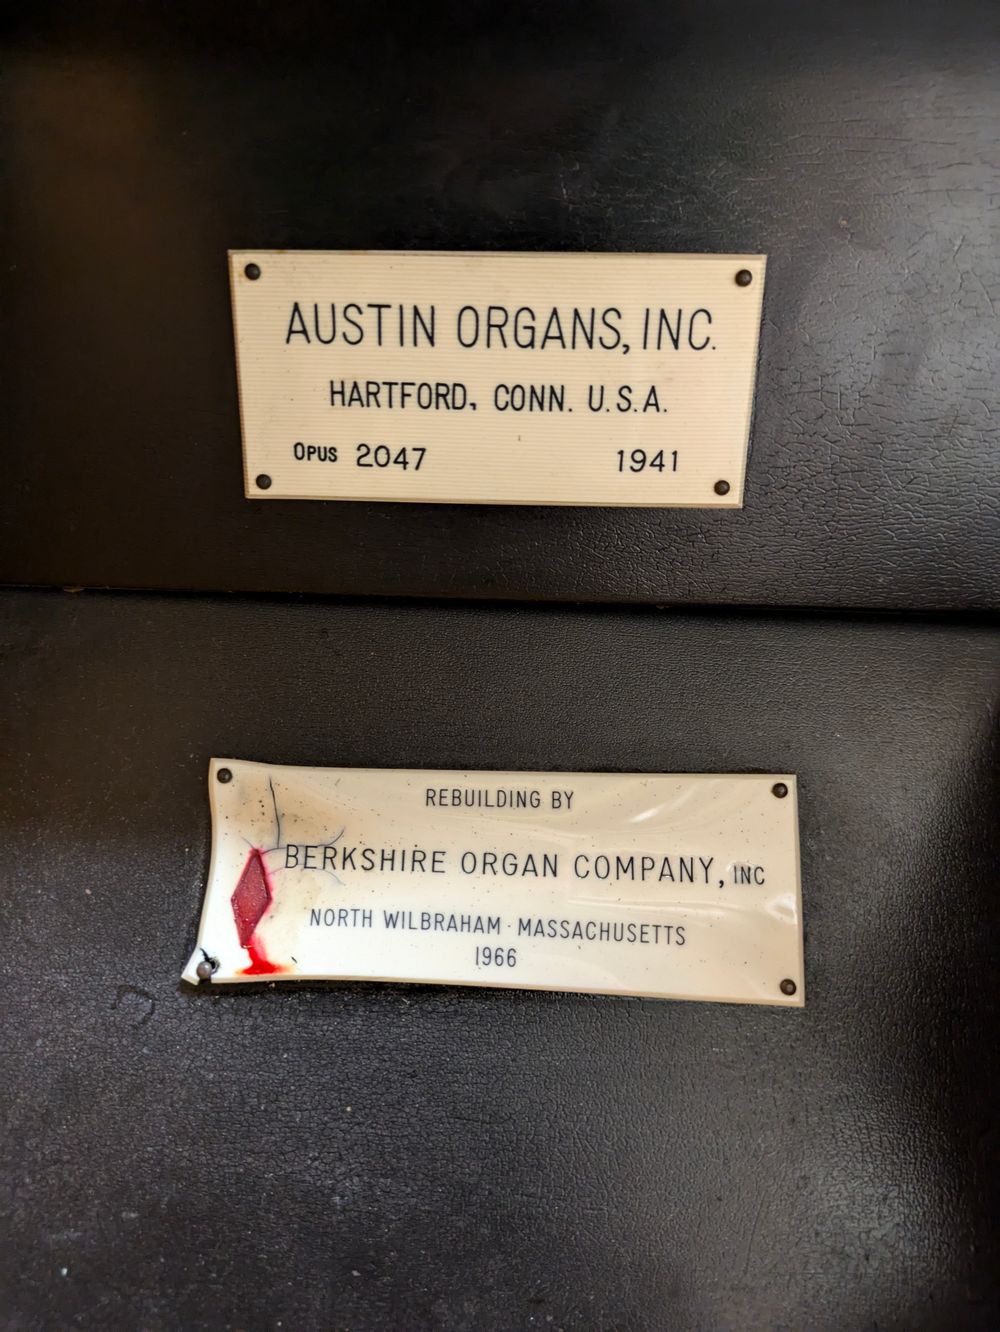 AUSTIN ORGANS, INC.
HARTFORD, CONN. U.S.A.
OPUS 2047 1941
REBUILDING BY
BERKSHIRE ORGAN COMPANY, INC
NORTH WILBRAHAM · MASSACHUSETTS
1966